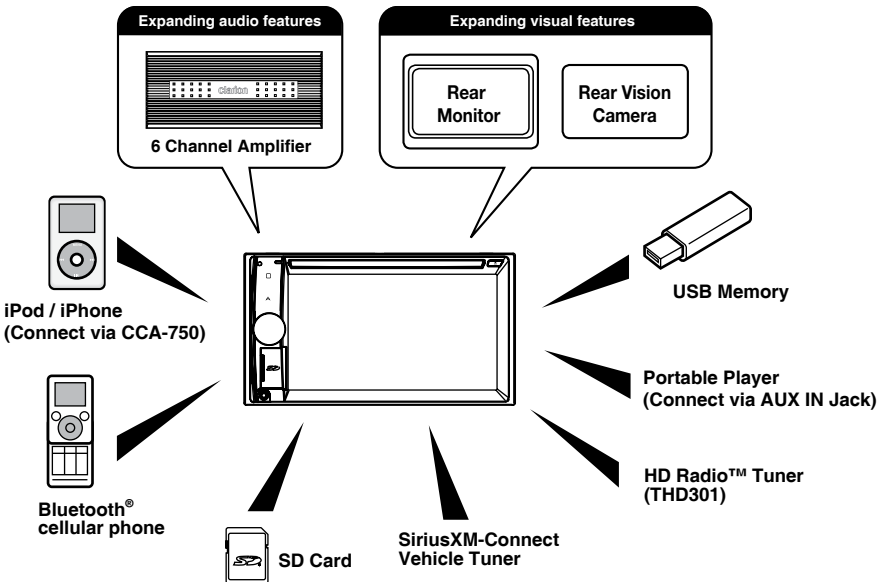 Expanding audio features
clarion
6 Channel Amplifier
Expanding visual features
Rear
Monitor
Rear Vision
Camera
iPod / iPhone
(Connect via CCA-750)
USB Memory
Portable Player
(Connect via AUX IN Jack)
Bluetooth®
cellular phone
HD Radio™ Tuner
(THD301)
SD Card
SiriusXM-Connect
Vehicle Tuner